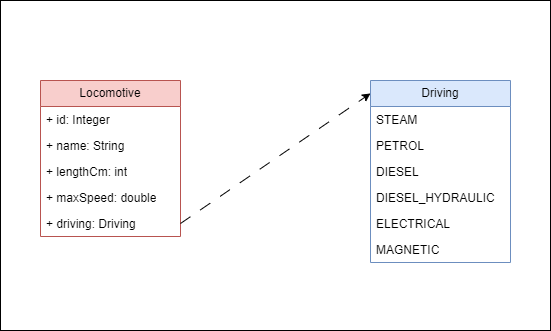 Locomotive
+ id: Integer
+ name: String
+ lengthCm: int
+ maxSpeed: double
+ driving: Driving
Driving
STEAM
PETROL
DIESEL
DIESEL_HYDRAULIC
ELECTRICAL
MAGNETIC